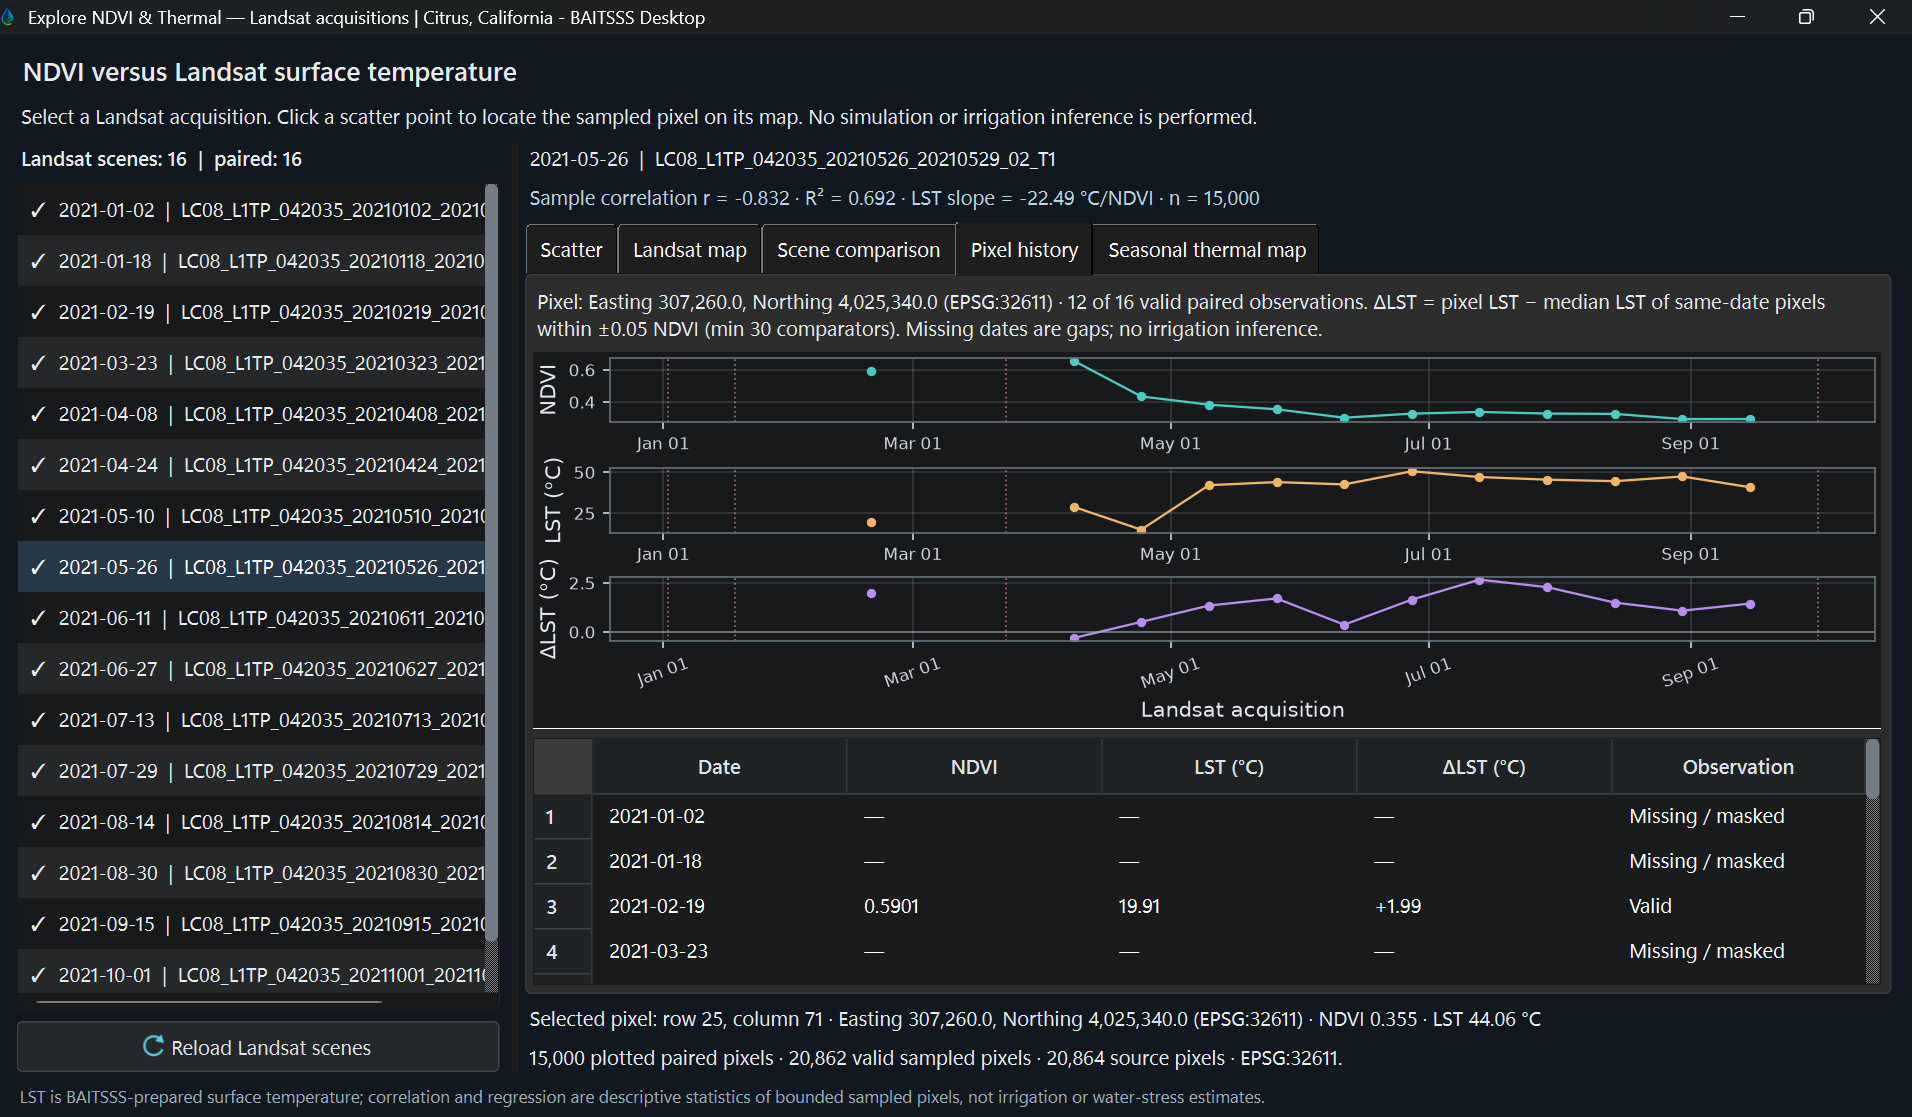 Explore NDVI & Thermal — Landsat acquisitions | Citrus, California - BAITSSS Desktop
NDVI versus Landsat surface temperature
Select a Landsat acquisition. Click a scatter point to locate the sampled pixel on its map. No simulation or irrigation inference is performed.
Landsat scenes: 16 | paired: 16
✓ 2021-01-02 | LC08_L1TP_042035_20210102_20210
✓ 2021-01-18 | LC08_L1TP_042035_20210118_20210
✓ 2021-02-19 | LC08_L1TP_042035_20210219_20210
✓ 2021-03-23 | LC08_L1TP_042035_20210323_2021
✓ 2021-04-08 | LC08_L1TP_042035_20210408_2021
✓ 2021-04-24 | LC08_L1TP_042035_20210424_2021
✓ 2021-05-10 | LC08_L1TP_042035_20210510_20210
✓ 2021-05-26 | LC08_L1TP_042035_20210526_2021
✓ 2021-06-11 | LC08_L1TP_042035_20210611_20210
✓ 2021-06-27 | LC08_L1TP_042035_20210627_2021
✓ 2021-07-13 | LC08_L1TP_042035_20210713_20210
✓ 2021-07-29 | LC08_L1TP_042035_20210729_2021
✓ 2021-08-14 | LC08_L1TP_042035_20210814_20210
✓ 2021-08-30 | LC08_L1TP_042035_20210830_2021
✓ 2021-09-15 | LC08_L1TP_042035_20210915_20210
✓ 2021-10-01 | LC08_L1TP_042035_20211001_202110
Reload Landsat scenes
2021-05-26 | LC08_L1TP_042035_20210526_20210529_02_T1
Sample correlation r = -0.832 · R² = 0.692 · LST slope = -22.49 °C/NDVI · n = 15,000
Scatter Landsat map Scene comparison Pixel history Seasonal thermal map
Pixel: Easting 307,260.0, Northing 4,025,340.0 (EPSG:32611) · 12 of 16 valid paired observations. ΔLST = pixel LST − median LST of same-date pixels
within ±0.05 NDVI (min 30 comparators). Missing dates are gaps; no irrigation inference.
NDVI
0.6
0.4
Jan 01 Mar 01 May 01 Jul 01 Sep 01
LST (°C)
50
25
Jan 01 Mar 01 May 01 Jul 01 Sep 01
ΔLST (°C)
2.5
0.0
Jan 01 Mar 01 May 01 Jul 01 Sep 01
Landsat acquisition
Date NDVI LST (°C) ΔLST (°C) Observation
1 2021-01-02 — — — Missing / masked
2 2021-01-18 — — — Missing / masked
3 2021-02-19 0.5901 19.91 +1.99 Valid
4 2021-03-23 — — — Missing / masked
Selected pixel: row 25, column 71 · Easting 307,260.0, Northing 4,025,340.0 (EPSG:32611) · NDVI 0.355 · LST 44.06 °C
15,000 plotted paired pixels · 20,862 valid sampled pixels · 20,864 source pixels · EPSG:32611.
LST is BAITSSS-prepared surface temperature; correlation and regression are descriptive statistics of bounded sampled pixels, not irrigation or water-stress estimates.